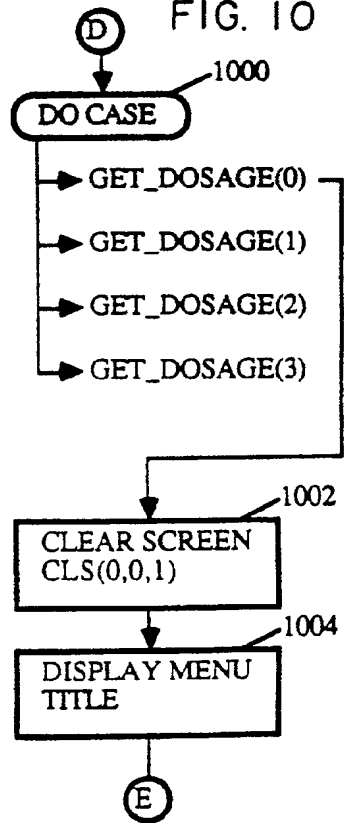 FIG. 10
D
1000
DO CASE
GET_DOSAGE(0)
GET_DOSAGE(1)
GET_DOSAGE(2)
GET_DOSAGE(3)
1002
CLEAR SCREEN
CLS(0,0,1)
1004
DISPLAY MENU
TITLE
E